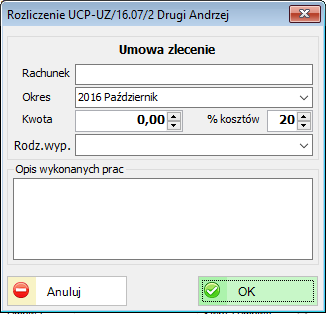 Rozliczenie UCP-UZ/16.07/2 Drugi Andrzej
Umowa zlecenie
Rachunek
Okres 2016 Październik
Kwota 0,00 % kosztów 20
Rodz.wyp.
Opis wykonanych prac
Anuluj OK